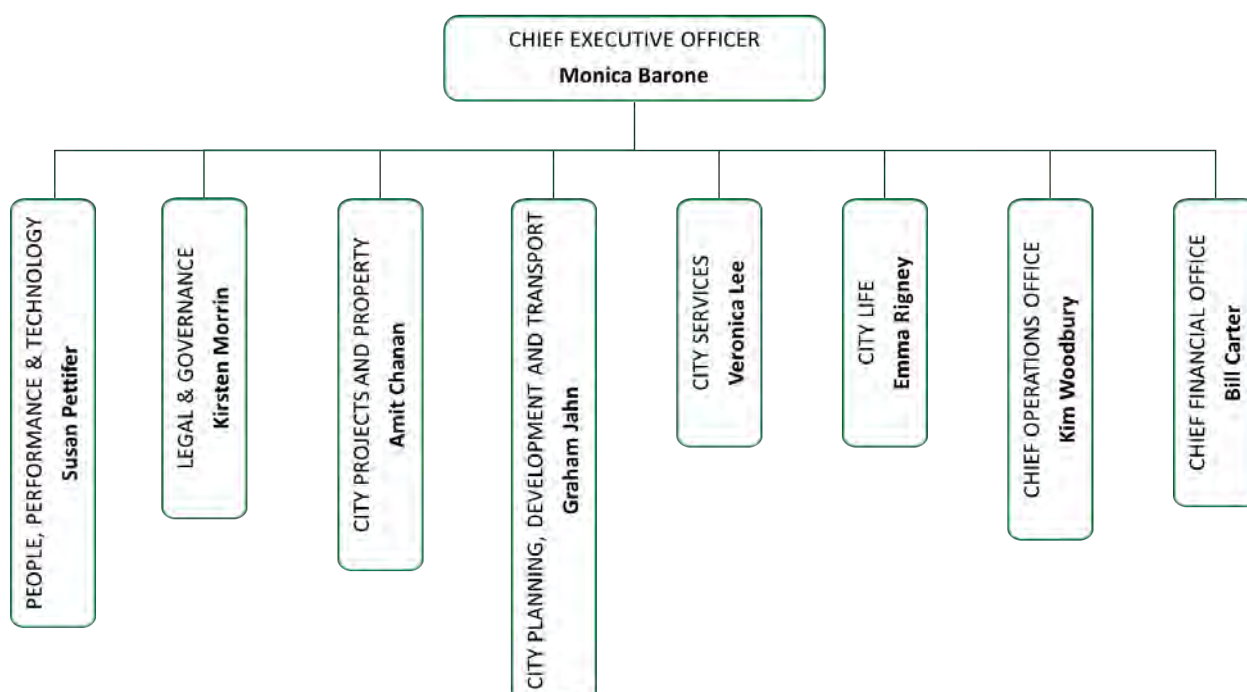 CHIEF EXECUTIVE OFFICER
Monica Barone
PEOPLE, PERFORMANCE & TECHNOLOGY
Susan Pettifer
LEGAL & GOVERNANCE
Kirsten Morrin
CITY PROJECTS AND PROPERTY
Amit Chanan
CITY PLANNING, DEVELOPMENT AND TRANSPORT
Graham Jahn
CITY SERVICES
Veronica Lee
CITY LIFE
Emma Rigney
CHIEF OPERATIONS OFFICE
Kim Woodbury
CHIEF FINANCIAL OFFICE
Bill Carter